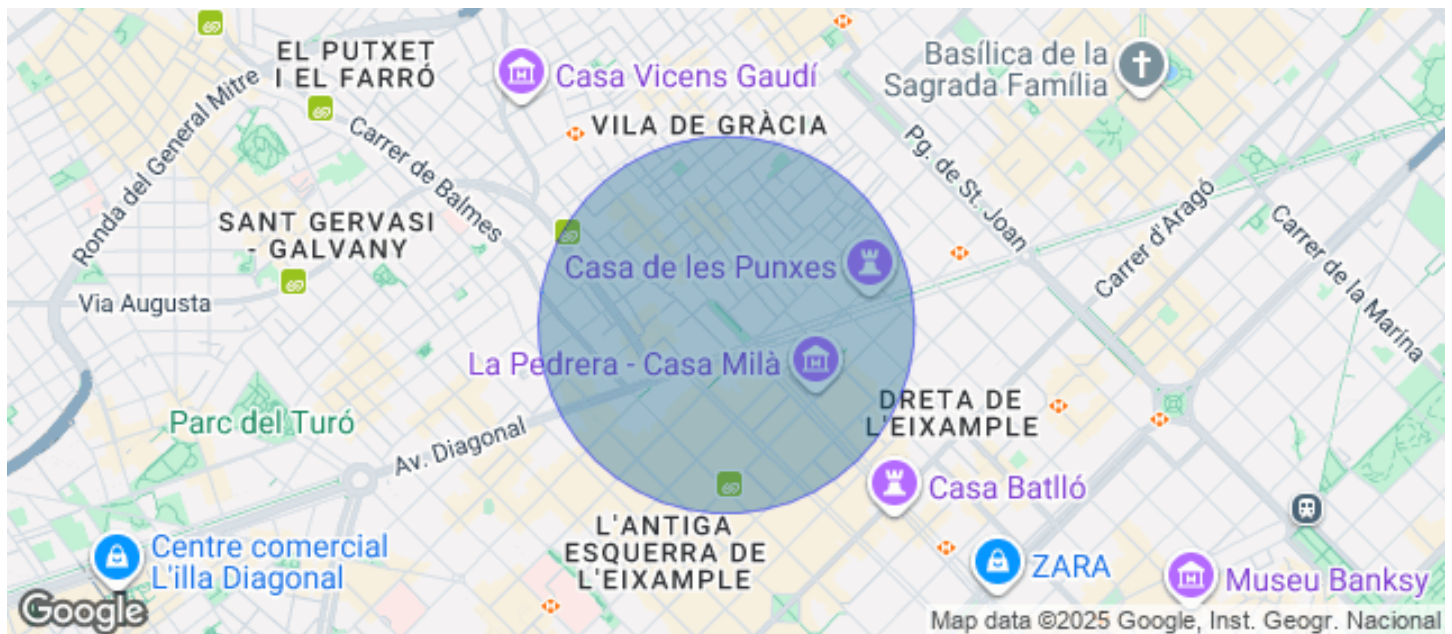 EL PUTXET
I EL FARRÓ
Casa Vicens Gaudí
Basílica de la
Sagrada Família
VILA DE GRÀCIA
Ronda del General Mitre
Carrer de Balmes
Pg. de St. Joan
Carrer d'Aragó
Carrer de la Marina
SANT GERVASI
- GALVANY
Casa de les Punxes
Via Augusta
La Pedrera - Casa Milà
Parc del Turó
Av. Diagonal
DRETA DE
L'EIXAMPLE
Casa Batlló
L'ANTIGA
ESQUERRA DE
L'EIXAMPLE
Centre comercial
L'illa Diagonal
ZARA
Museu Banksy
Google
Map data ©2025 Google, Inst. Geogr. Nacional